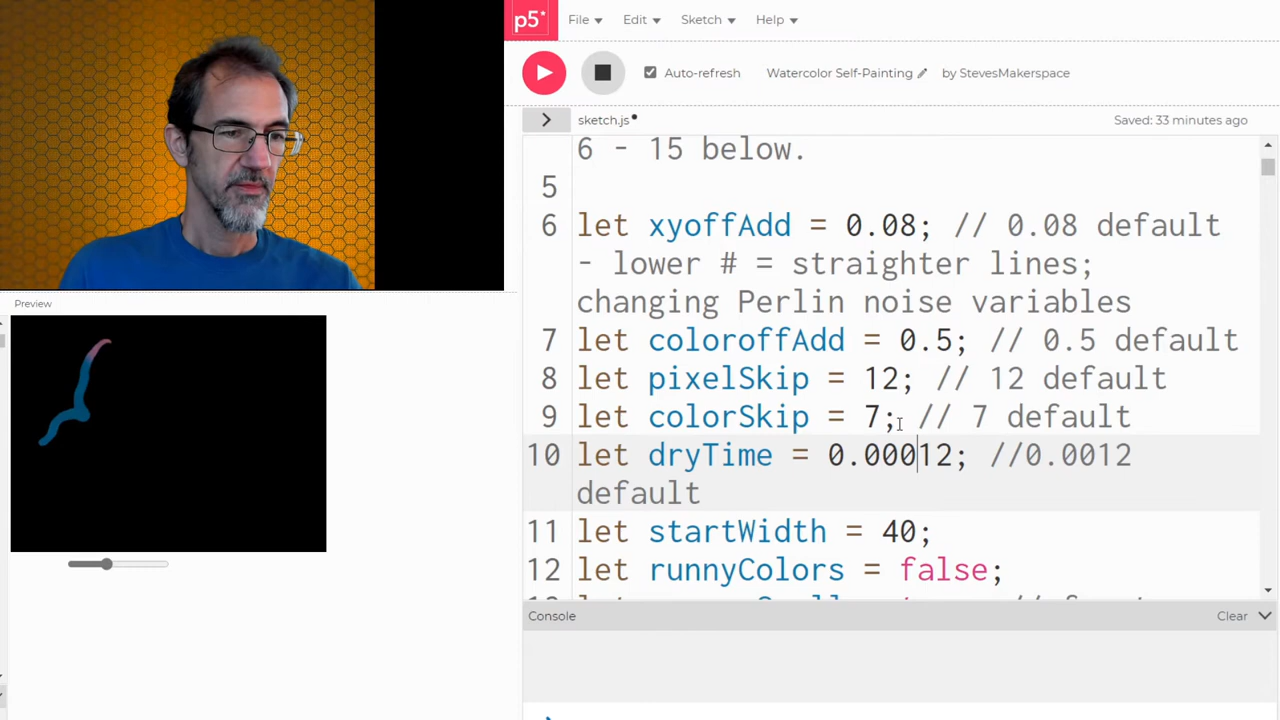 p5*
File Edit Sketch Help
Auto-refresh Watercolor Self-Painting by StevesMakerspace
sketch.js Saved: 33 minutes ago
Preview
6 - 15 below.
5
6 let xyoffAdd = 0.08; // 0.08 default
- lower # = straighter lines;
changing Perlin noise variables
7 let coloroffAdd = 0.5; // 0.5 default
8 let pixelSkip = 12; // 12 default
9 let colorSkip = 7; // 7 default
10 let dryTime = 0.00012; //0.0012
default
11 let startWidth = 40;
12 let runnyColors = false;
Console Clear